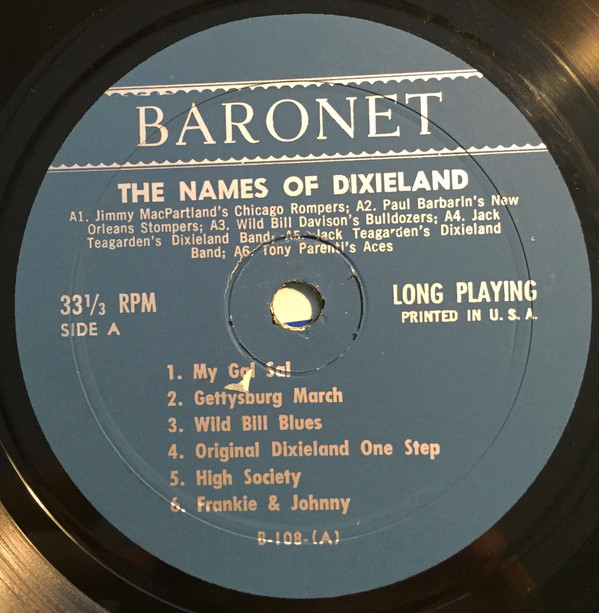 BARONET
THE NAMES OF DIXIELAND
A1. Jimmy MacPartland's Chicago Rompers; A2. Paul Barbarin's New
Orleans Stompers; A3. Wild Bill Davison's Bulldozers; A4. Jack
Teagarden's Dixieland Band; A5. Jack Teagarden's Dixieland
Band; A6. Tony Parenti's Aces
33 1/3 RPM
SIDE A
LONG PLAYING
PRINTED IN U. S. A.
1. My Gal Sal
2. Gettysburg March
3. Wild Bill Blues
4. Original Dixieland One Step
5. High Society
6. Frankie & Johnny
B-108-(A)